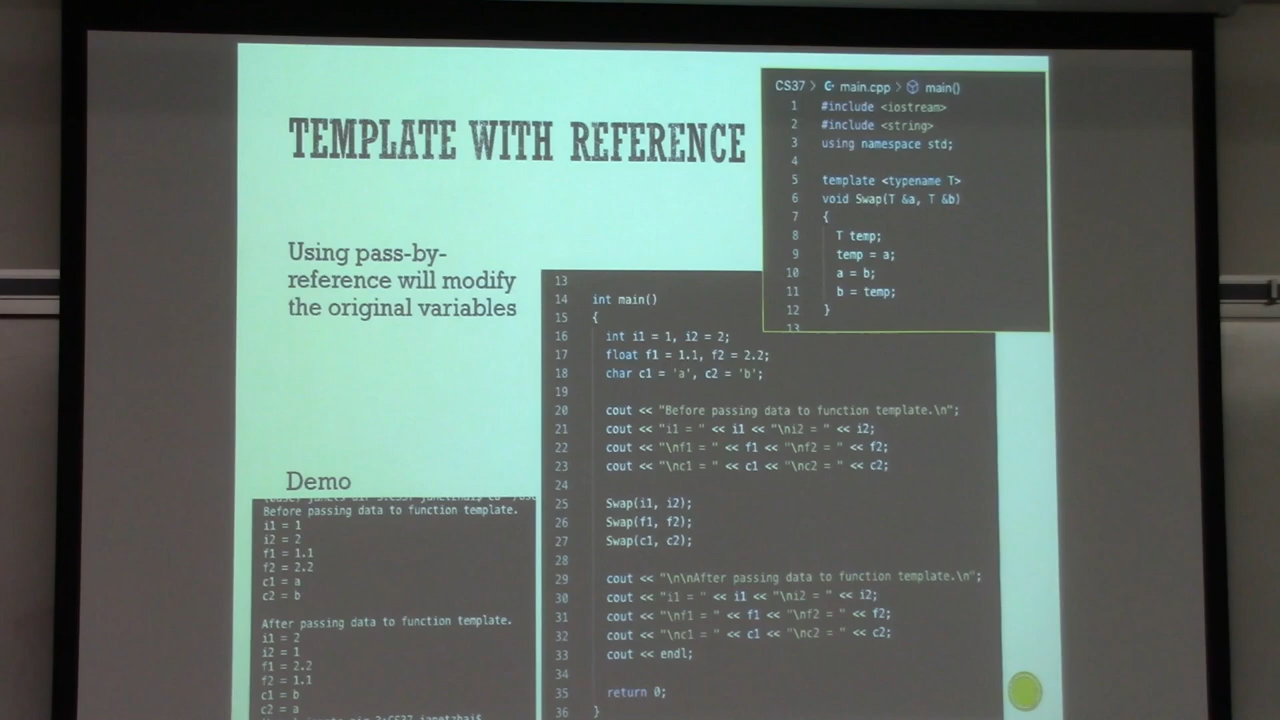 TEMPLATE WITH REFERENCE
Using pass-by-
reference will modify
the original variables
CS37 > main.cpp > main()
1 #include <iostream>
2 #include <string>
3 using namespace std;
4
5 template <typename T>
6 void Swap(T &a, T &b)
7 {
8 T temp;
9 temp = a;
10 a = b;
11 b = temp;
12 }
13
13
14 int main()
15 {
16 int i1 = 1, i2 = 2;
17 float f1 = 1.1, f2 = 2.2;
18 char c1 = 'a', c2 = 'b';
19
20 cout << "Before passing data to function template.\n";
21 cout << "i1 = " << i1 << "\ni2 = " << i2;
22 cout << "\nf1 = " << f1 << "\nf2 = " << f2;
23 cout << "\nc1 = " << c1 << "\nc2 = " << c2;
24
25 Swap(i1, i2);
26 Swap(f1, f2);
27 Swap(c1, c2);
28
29 cout << "\n\nAfter passing data to function template.\n";
30 cout << "i1 = " << i1 << "\ni2 = " << i2;
31 cout << "\nf1 = " << f1 << "\nf2 = " << f2;
32 cout << "\nc1 = " << c1 << "\nc2 = " << c2;
33 cout << endl;
34
35 return 0;
36 }
Demo
Before passing data to function template.
i1 = 1
i2 = 2
f1 = 1.1
f2 = 2.2
c1 = a
c2 = b
After passing data to function template.
i1 = 2
i2 = 1
f1 = 2.2
f2 = 1.1
c1 = b
c2 = a